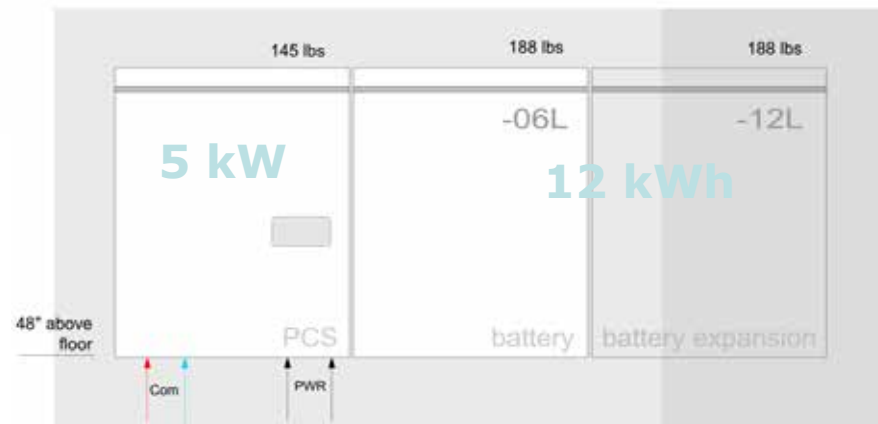 145 lbs
188 lbs
188 lbs
-06L
-12L
5 kW
12 kWh
48" above
floor
PCS
battery
battery expansion
Com
PWR